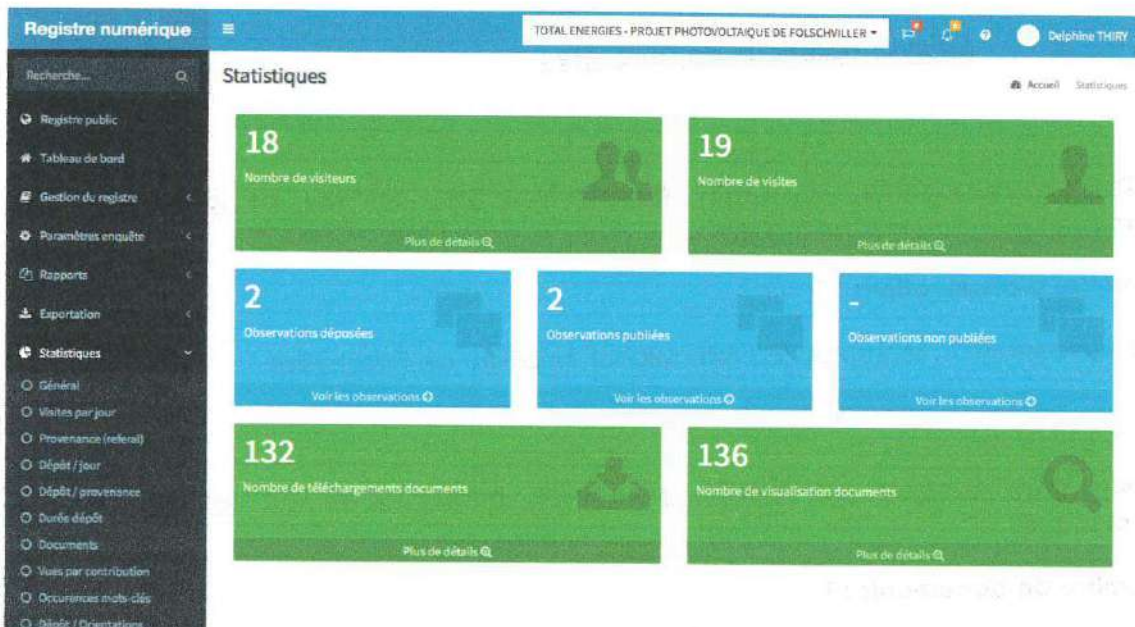 Registre numérique
TOTAL ENERGIES - PROJET PHOTOVOLTAIQUE DE FOLSCHVILLER
Delphine THIRY
Recherche...
Statistiques
Accueil Statistiques
Registre public
Tableau de bord
Gestion du registre
Paramètres enquête
Rapports
Exportation
Statistiques
Général
Visites par jour
Provenance (referal)
Dépôt / jour
Dépôt / provenance
Durée dépôt
Documents
Vues par contribution
Occurences mots-clés
Dépôt / Orientations
18
Nombre de visiteurs
Plus de détails
19
Nombre de visites
Plus de détails
2
Observations déposées
Voir les observations
2
Observations publiées
Voir les observations
-
Observations non publiées
Voir les observations
132
Nombre de téléchargements documents
Plus de détails
136
Nombre de visualisation documents
Plus de détails